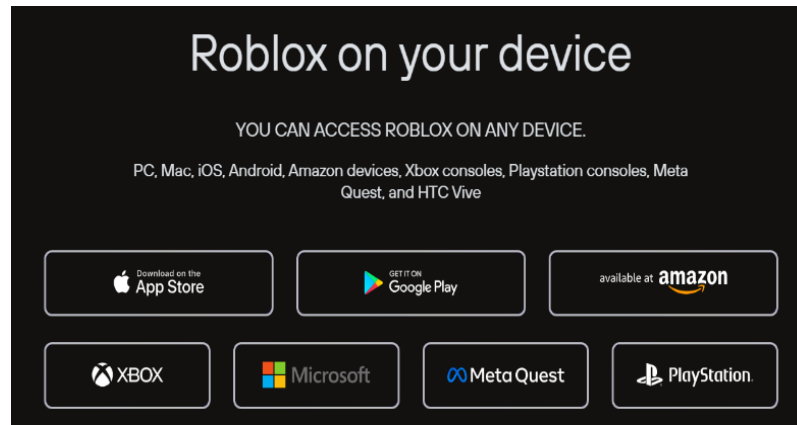 Roblox on your device
YOU CAN ACCESS ROBLOX ON ANY DEVICE.
PC, Mac, iOS, Android, Amazon devices, Xbox consoles, Playstation consoles, Meta
Quest, and HTC Vive
Download on the
App Store
GET IT ON
Google Play
available at amazon
XBOX
Microsoft
Meta Quest
PlayStation.